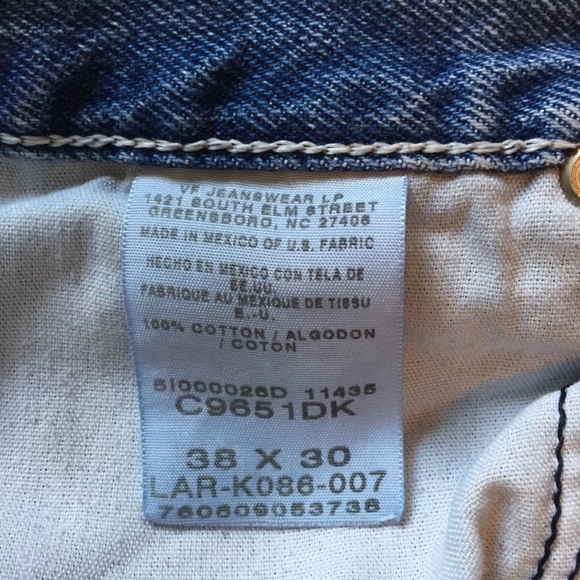 VF JEANSWEAR LP
1421 SOUTH ELM STREET
GREENSBORO, NC 27406
MADE IN MEXICO OF U.S. FABRIC
HECHO EN MEXICO CON TELA DE
EE.UU.
FABRIQUE AU MEXIQUE DE TISSU
E.-U.
100% COTTON / ALGODON
/ COTON
51000026D 11435
C9651DK
38 X 30
LAR-K086-007
760609053738